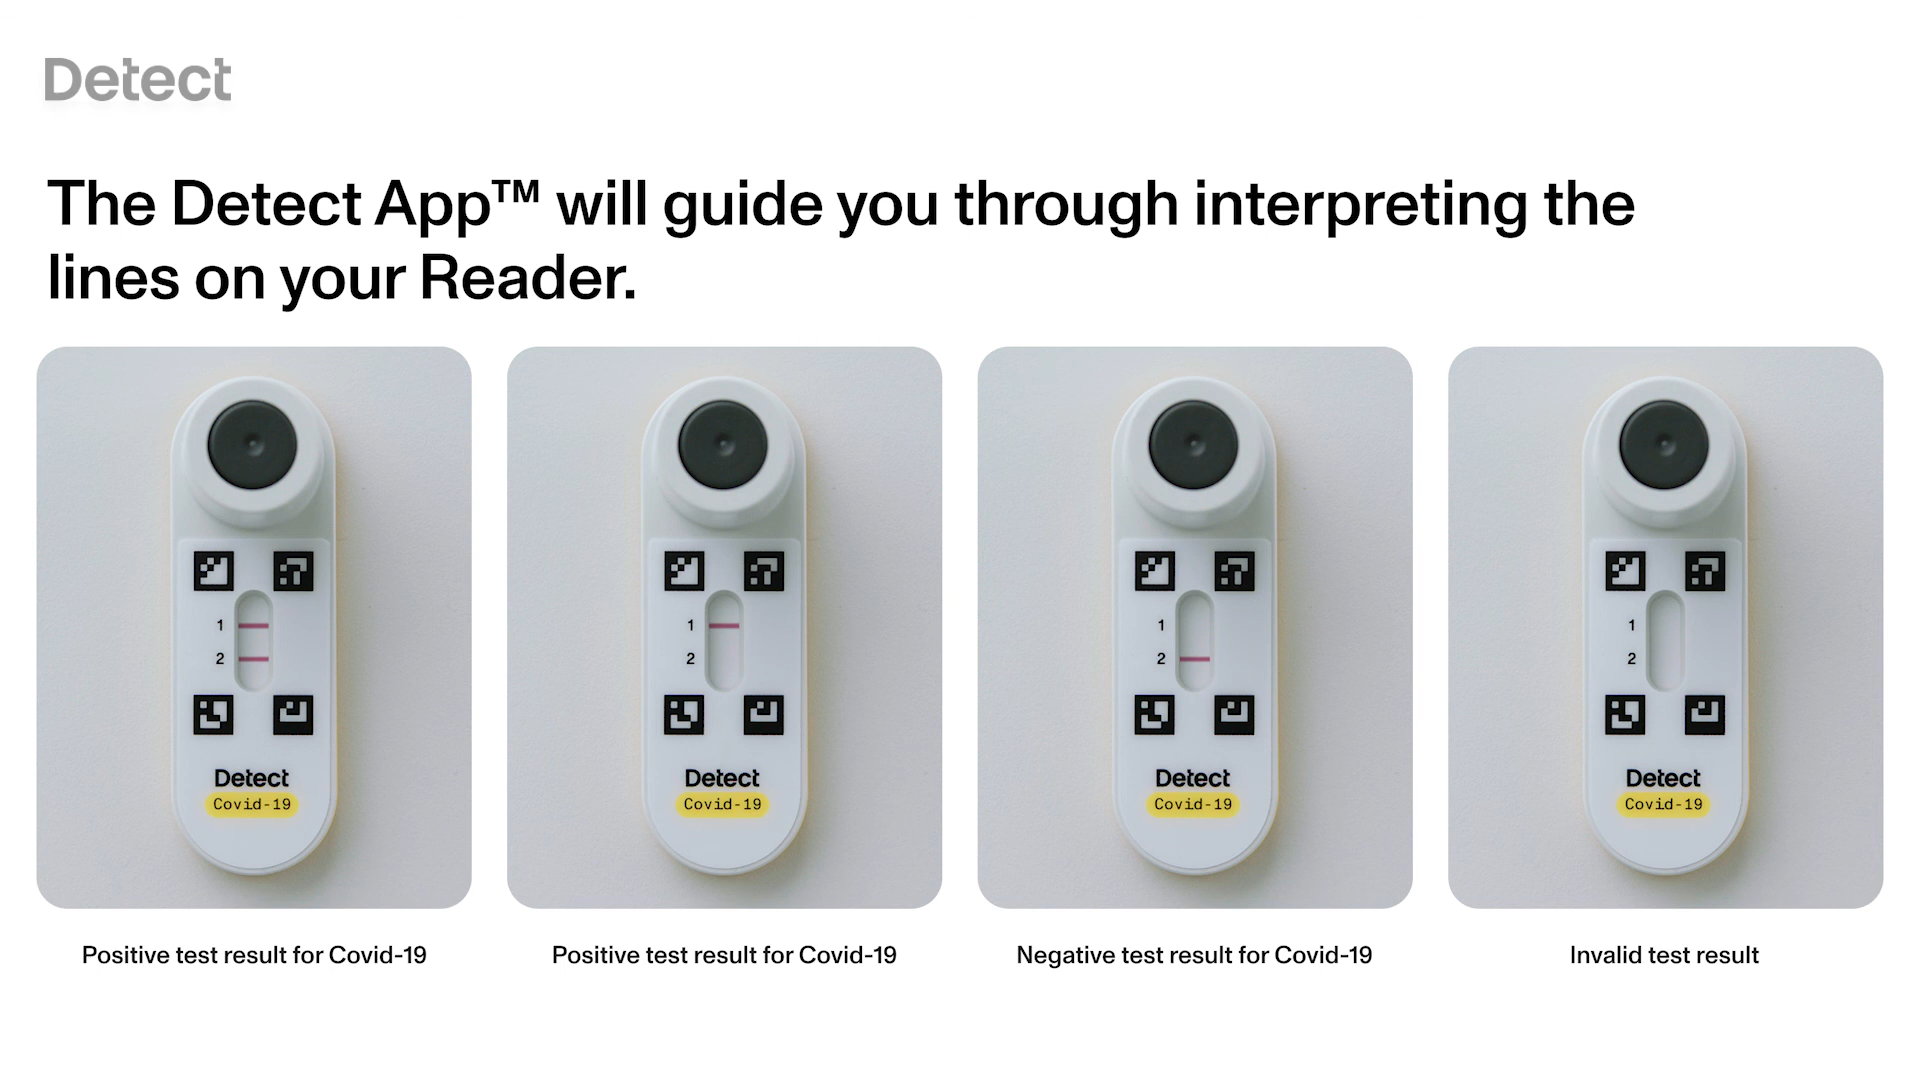 Detect
The Detect App™ will guide you through interpreting the
lines on your Reader.
1
2
Detect
Covid-19
Positive test result for Covid-19
1
2
Detect
Covid-19
Positive test result for Covid-19
1
2
Detect
Covid-19
Negative test result for Covid-19
1
2
Detect
Covid-19
Invalid test result